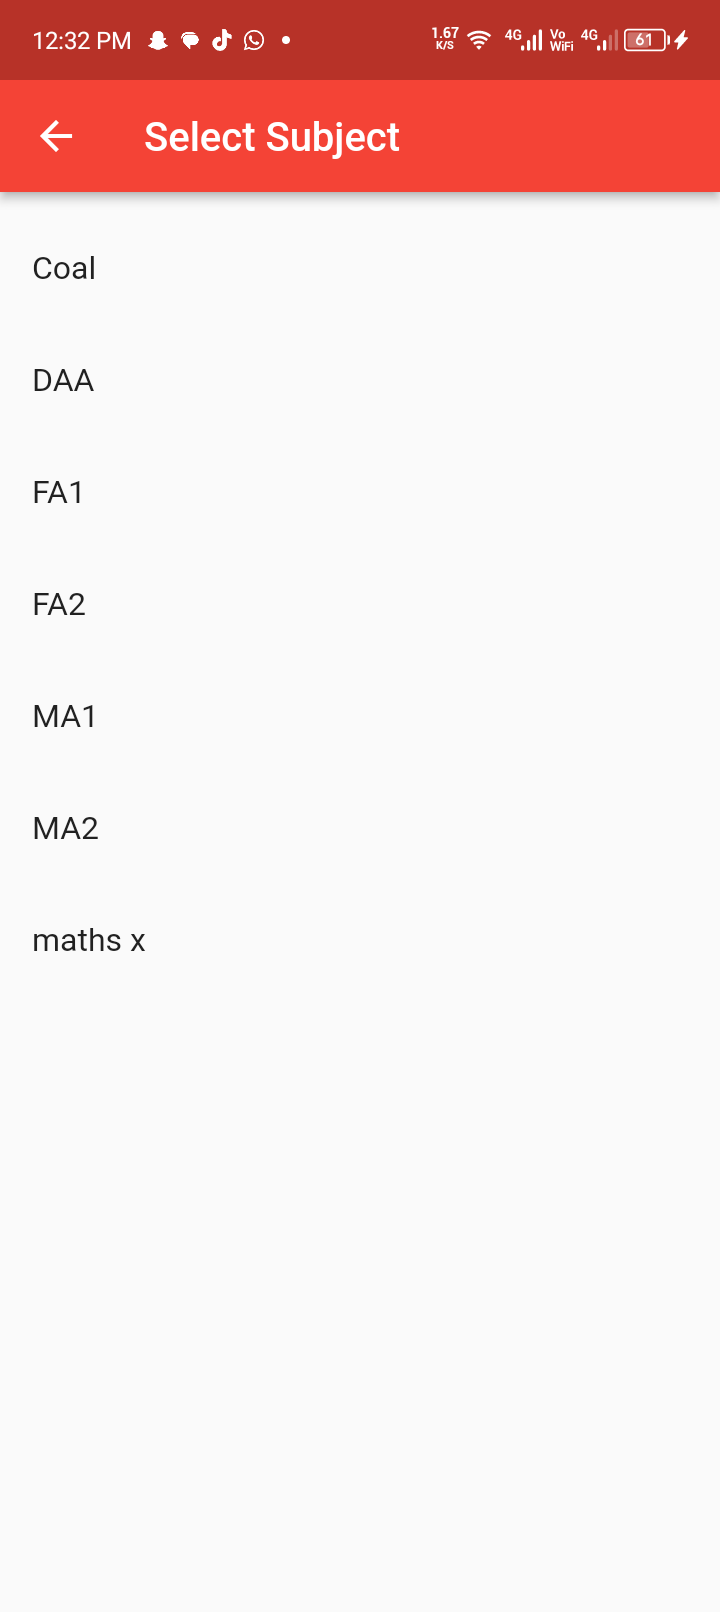 12:32 PM 1.67 K/S 4G Vo WiFi 4G 61
Select Subject
Coal
DAA
FA1
FA2
MA1
MA2
maths x